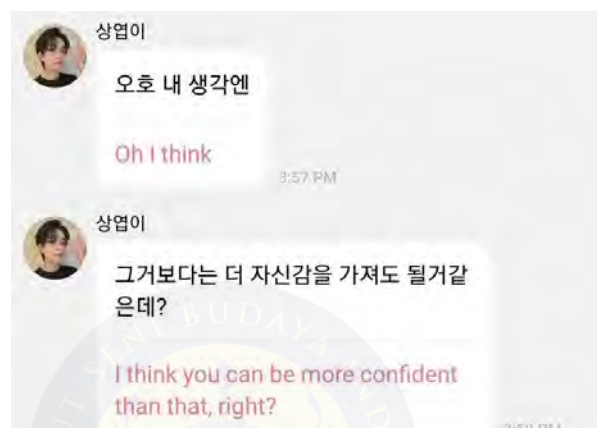 상엽이
오호 내 생각엔
Oh I think
3:57 PM
상엽이
그거보다는 더 자신감을 가져도 될거같
은데?
I think you can be more confident
than that, right?